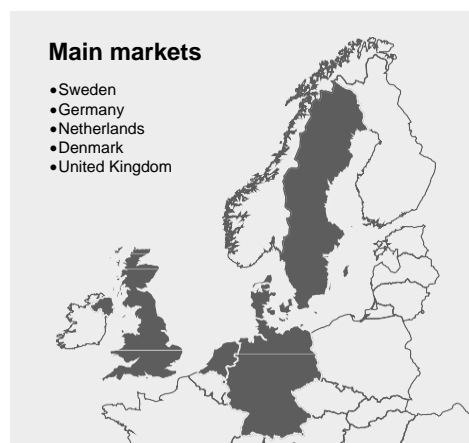 Main markets
•Sweden
•Germany
•Netherlands
•Denmark
•United Kingdom